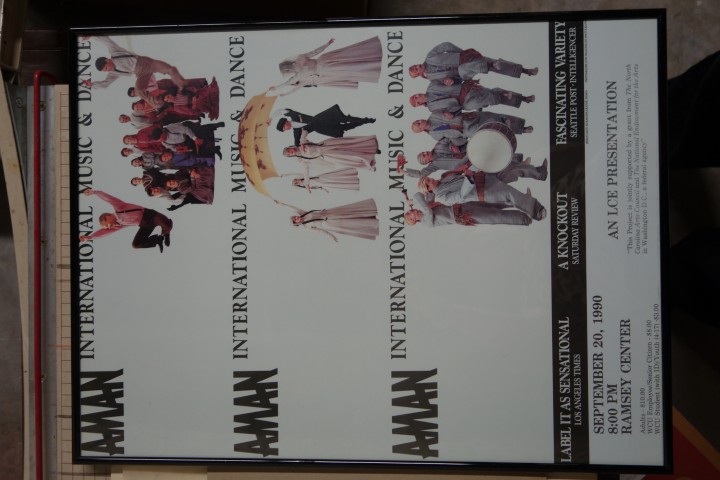 AMAN INTERNATIONAL MUSIC & DANCE
AMAN INTERNATIONAL MUSIC & DANCE
AMAN INTERNATIONAL MUSIC & DANCE
LABEL IT AS SENSATIONAL
LOS ANGELES TIMES
A KNOCKOUT
SATURDAY REVIEW
FASCINATING VARIETY
SEATTLE POST-INTELLIGENCER
SEPTEMBER 20, 1990
8:00 PM
RAMSEY CENTER
Adults - $10.00
WCU Employee/Senior Citizen - $8.00
WCU Student (with ID)/Youth (4-17) -$3.00
AN LCE PRESENTATION
"This Project is jointly supported by a grant from The North
Carolina Arts Council and The National Endowment for the Arts
in Washington D.C., a federal agency."